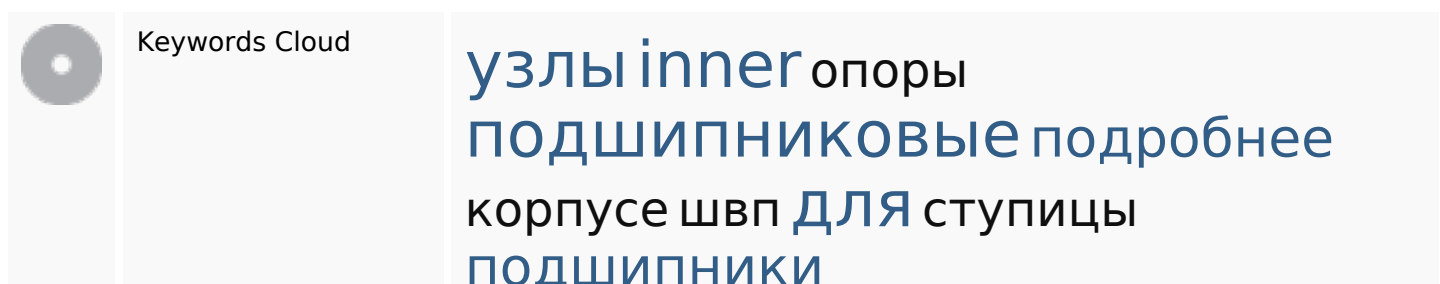 Keywords Cloud
узлы inner опоры
подшипниковые подробнее
корпусе швп для ступицы
подшипники